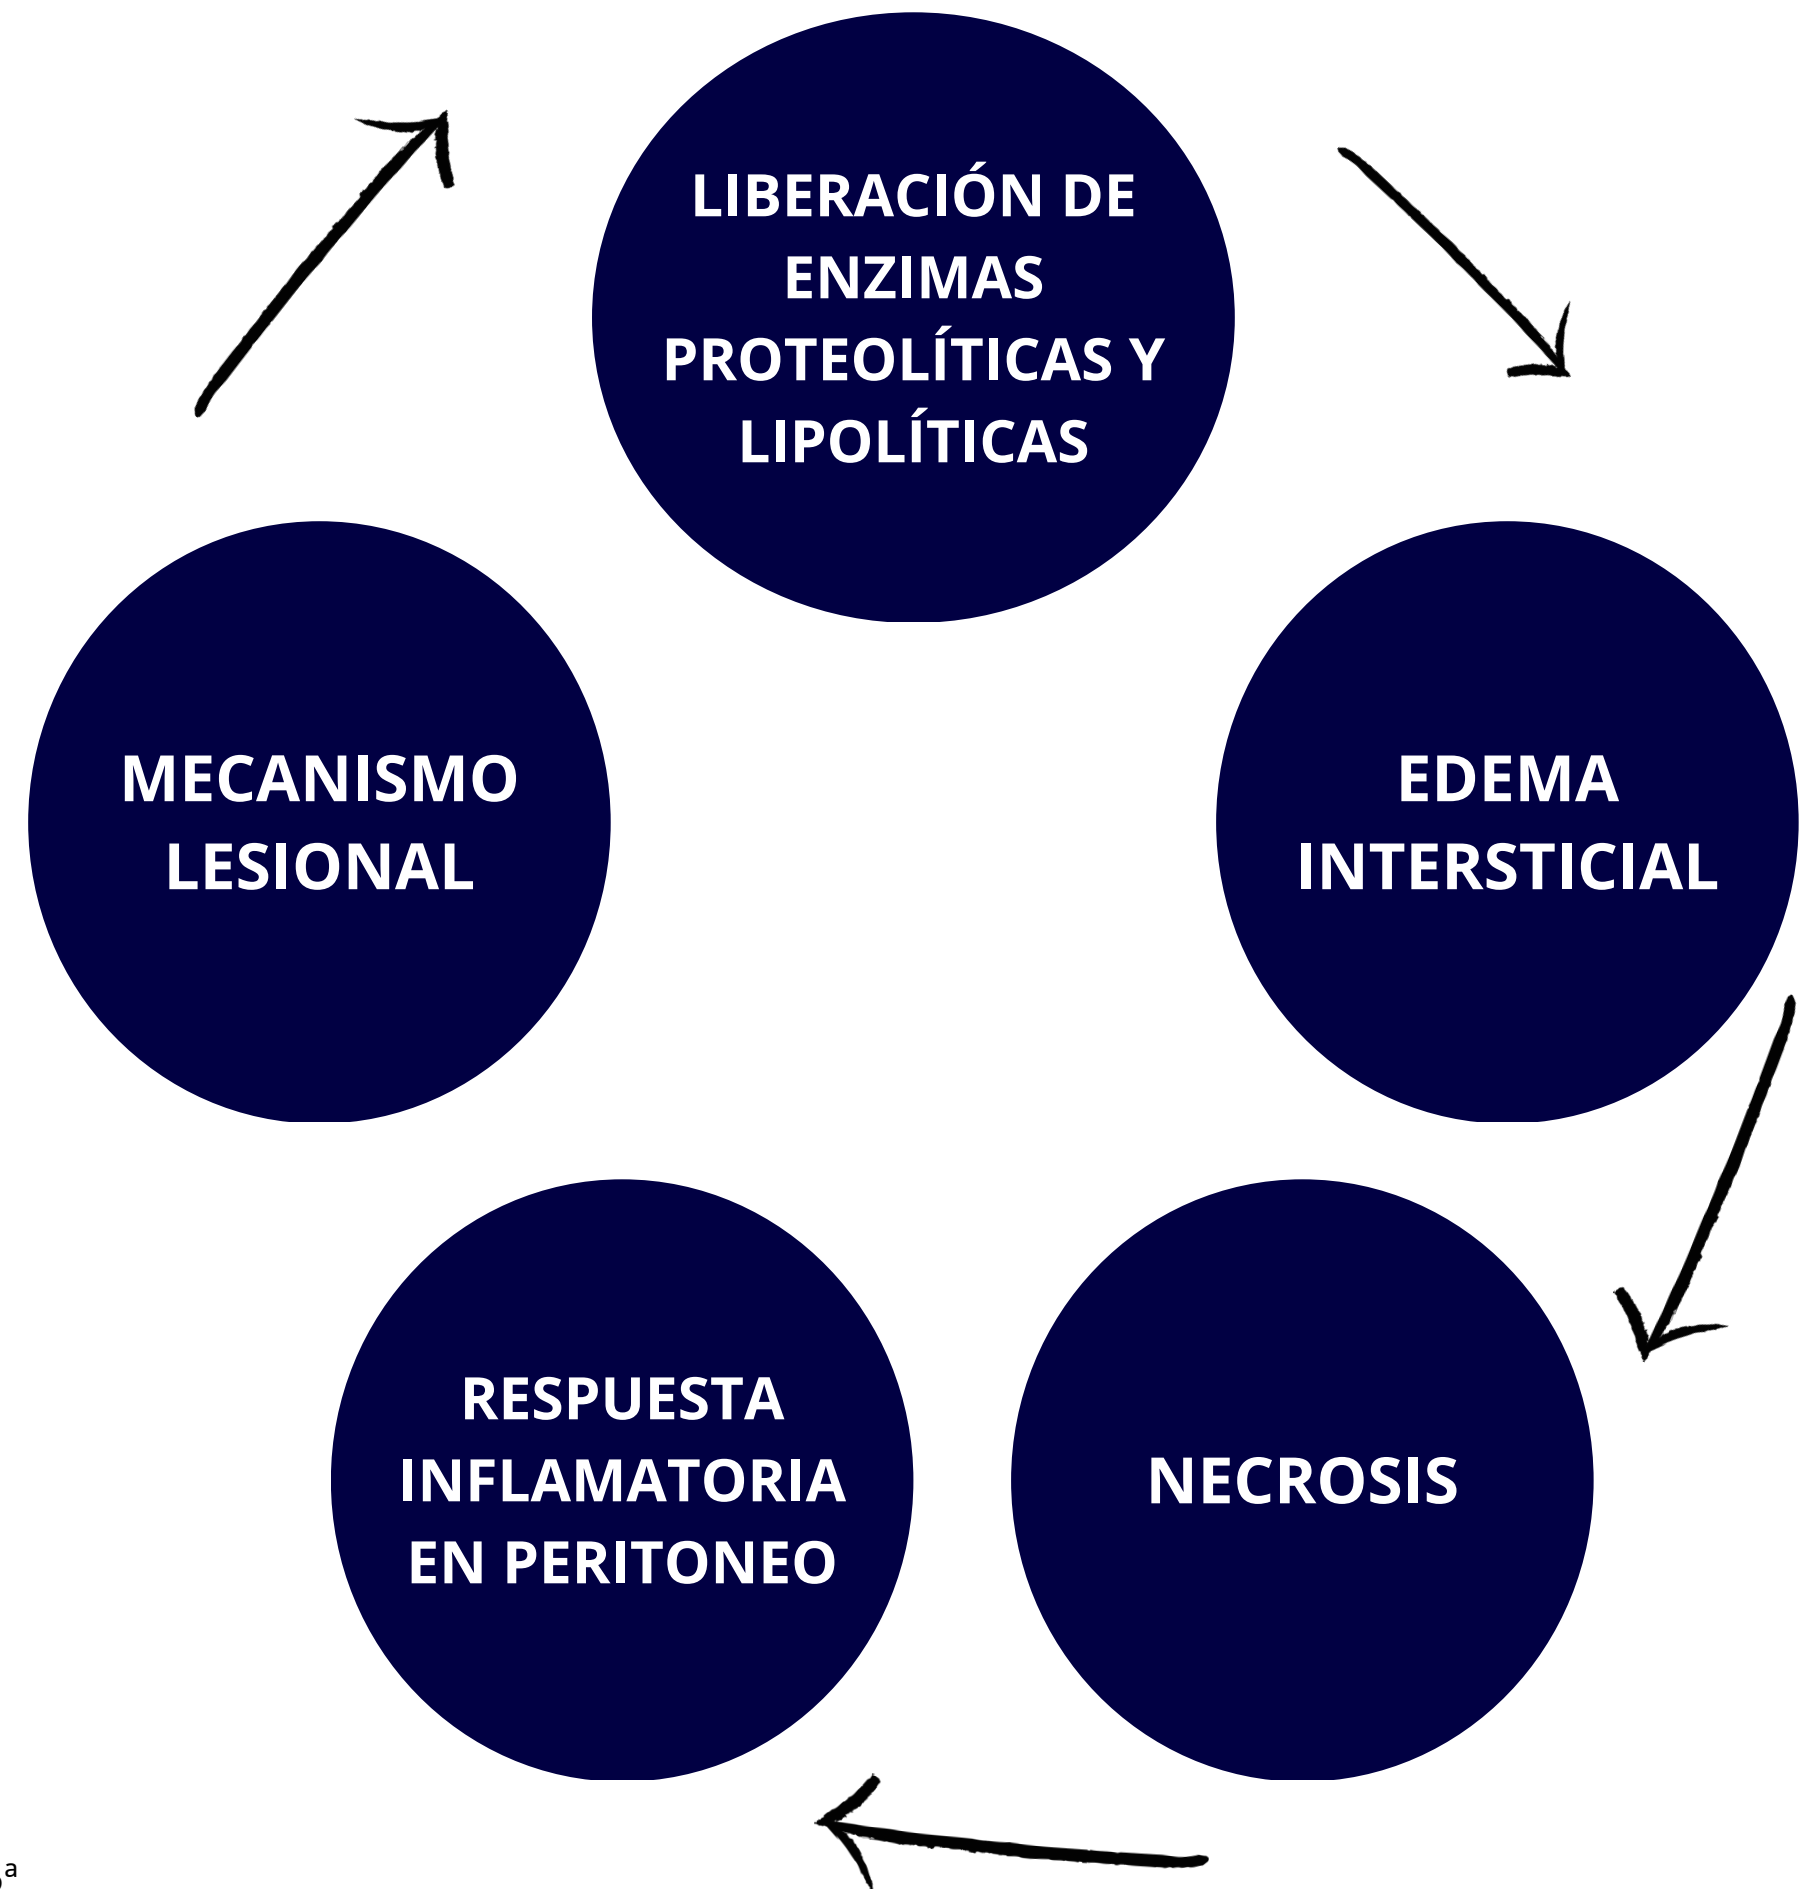 LIBERACIÓN DE
ENZIMAS
PROTEOLÍTICAS Y
LIPOLÍTICAS
MECANISMO
LESIONAL
EDEMA
INTERSTICIAL
RESPUESTA
INFLAMATORIA
EN PERITONEO
NECROSIS